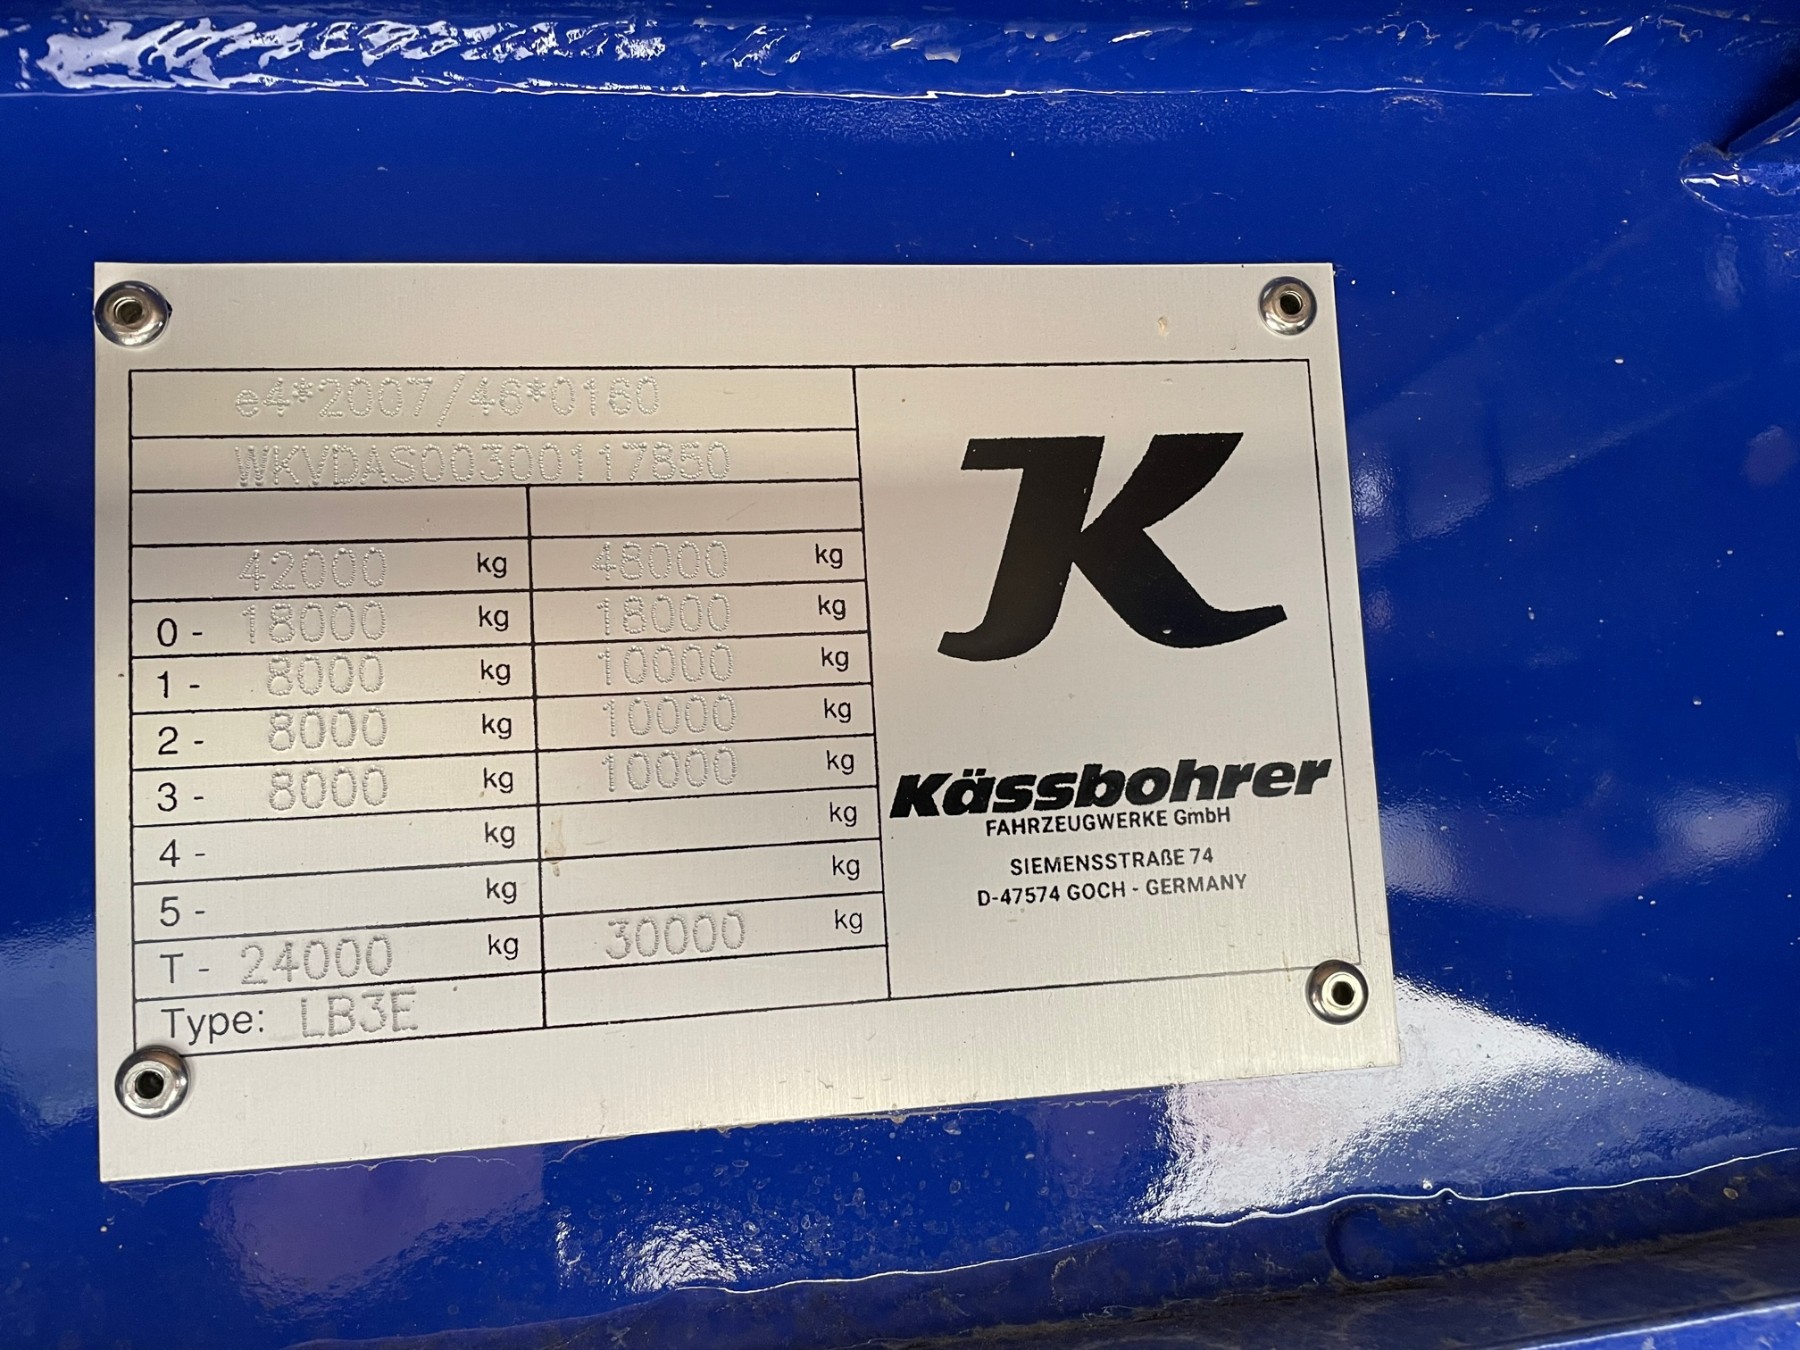 e4*2007/46*0160
WKVDAS00300117850
42000 kg 48000 kg
0 - 18000 kg 18000 kg
1 - 8000 kg 10000 kg
2 - 8000 kg 10000 kg
3 - 8000 kg 10000 kg
4 - kg kg
5 - kg kg
T - 24000 kg 30000 kg
Type: LB3E
K
Kässbohrer
FAHRZEUGWERKE GmbH
SIEMENSSTRAßE 74
D-47574 GOCH - GERMANY